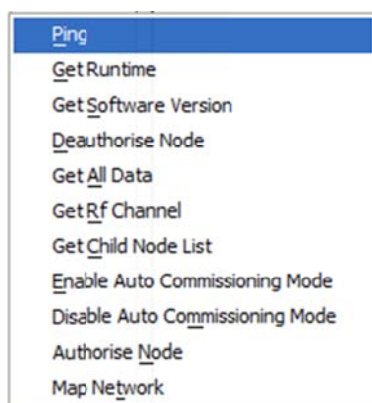 Ping
Get Runtime
Get Software Version
Deauthorise Node
Get All Data
Get Rf Channel
Get Child Node List
Enable Auto Commissioning Mode
Disable Auto Commissioning Mode
Authorise Node
Map Network